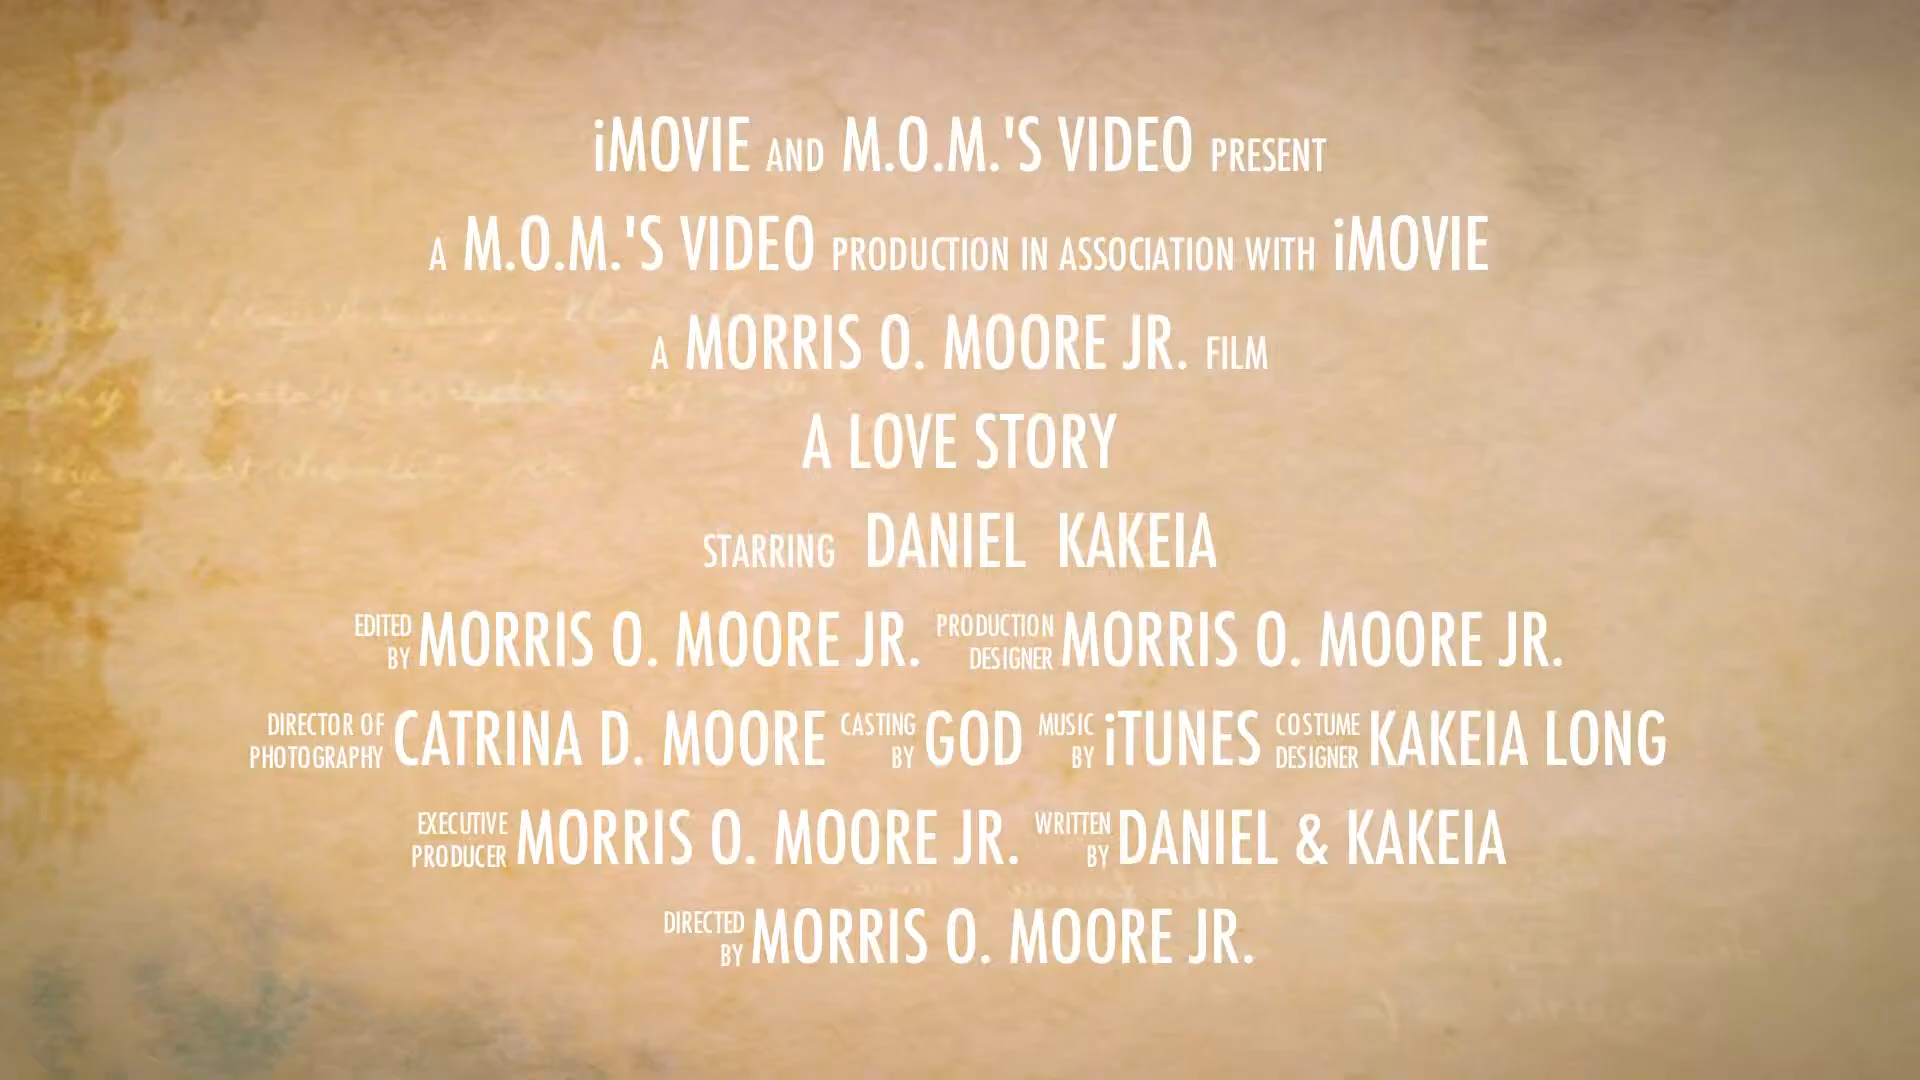 iMOVIE AND M.O.M.'S VIDEO PRESENT
A M.O.M.'S VIDEO PRODUCTION IN ASSOCIATION WITH iMOVIE
A MORRIS O. MOORE JR. FILM
A LOVE STORY
STARRING DANIEL KAKEIA
EDITED BY MORRIS O. MOORE JR. PRODUCTION DESIGNER MORRIS O. MOORE JR.
DIRECTOR OF PHOTOGRAPHY CATRINA D. MOORE CASTING BY GOD MUSIC BY iTUNES COSTUME DESIGNER KAKEIA LONG
EXECUTIVE PRODUCER MORRIS O. MOORE JR. WRITTEN BY DANIEL & KAKEIA
DIRECTED BY MORRIS O. MOORE JR.